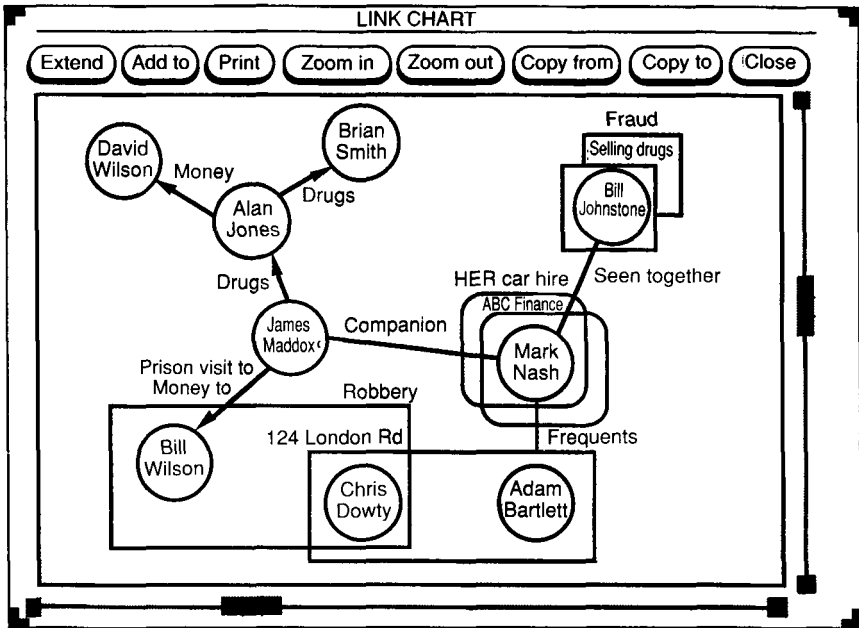 LINK CHART
Extend
Add to
Print
Zoom in
Zoom out
Copy from
Copy to
Close
David
Wilson
Money
Brian
Smith
Drugs
Alan
Jones
Fraud
Selling drugs
Bill
Johnstone
Drugs
HER car hire
Seen together
ABC Finance
James
Maddox
Companion
Mark
Nash
Prison visit to
Money to
Robbery
124 London Rd
Frequents
Bill
Wilson
Chris
Dowty
Adam
Bartlett